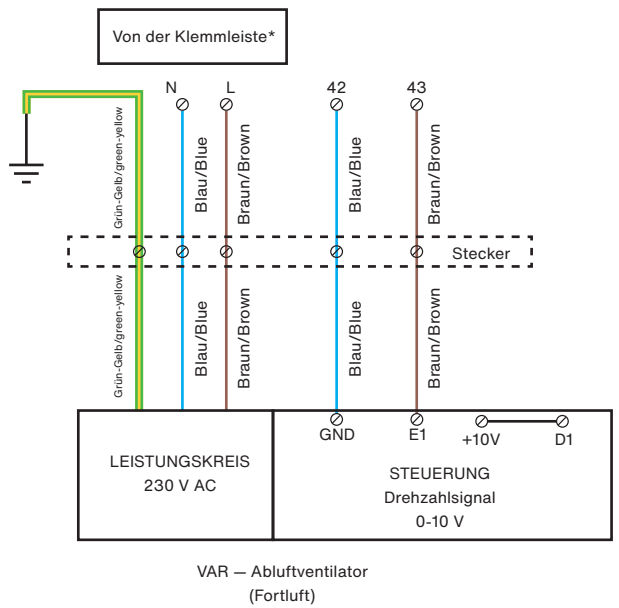 Von der Klemmleiste*
N L 42 43
Grün-Gelb/green-yellow
Blau/Blue
Braun/Brown
Blau/Blue
Braun/Brown
Stecker
Grün-Gelb/green-yellow
Blau/Blue
Braun/Brown
Blau/Blue
Braun/Brown
GND E1 +10V D1
LEISTUNGSKREIS
230 V AC
STEUERUNG
Drehzahlsignal
0-10 V
VAR — Abluftventilator
(Fortluft)